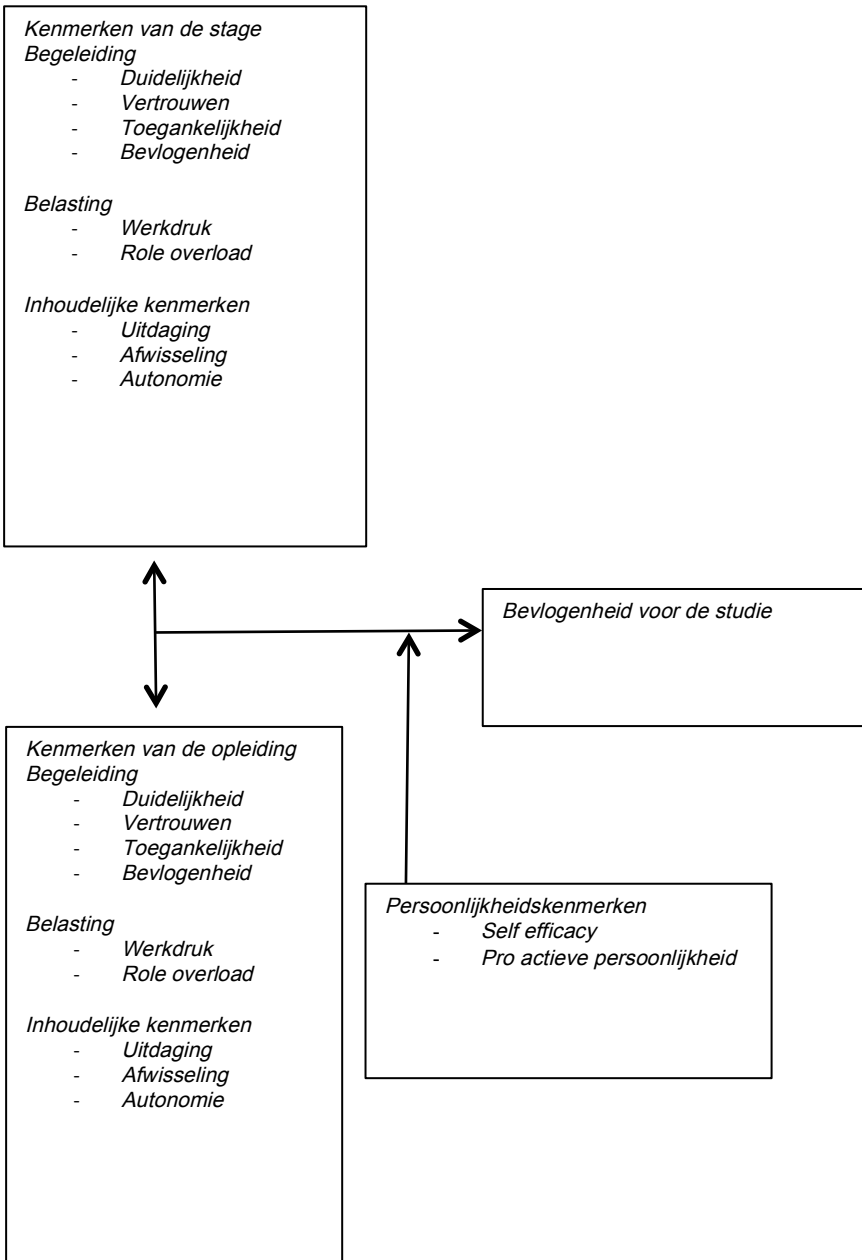 Kenmerken van de stage
Begeleiding
- Duidelijkheid
- Vertrouwen
- Toegankelijkheid
- Bevlogenheid
Belasting
- Werkdruk
- Role overload
Inhoudelijke kenmerken
- Uitdaging
- Afwisseling
- Autonomie
Bevlogenheid voor de studie
Kenmerken van de opleiding
Begeleiding
- Duidelijkheid
- Vertrouwen
- Toegankelijkheid
- Bevlogenheid
Belasting
- Werkdruk
- Role overload
Inhoudelijke kenmerken
- Uitdaging
- Afwisseling
- Autonomie
Persoonlijkheidskenmerken
- Self efficacy
- Pro actieve persoonlijkheid